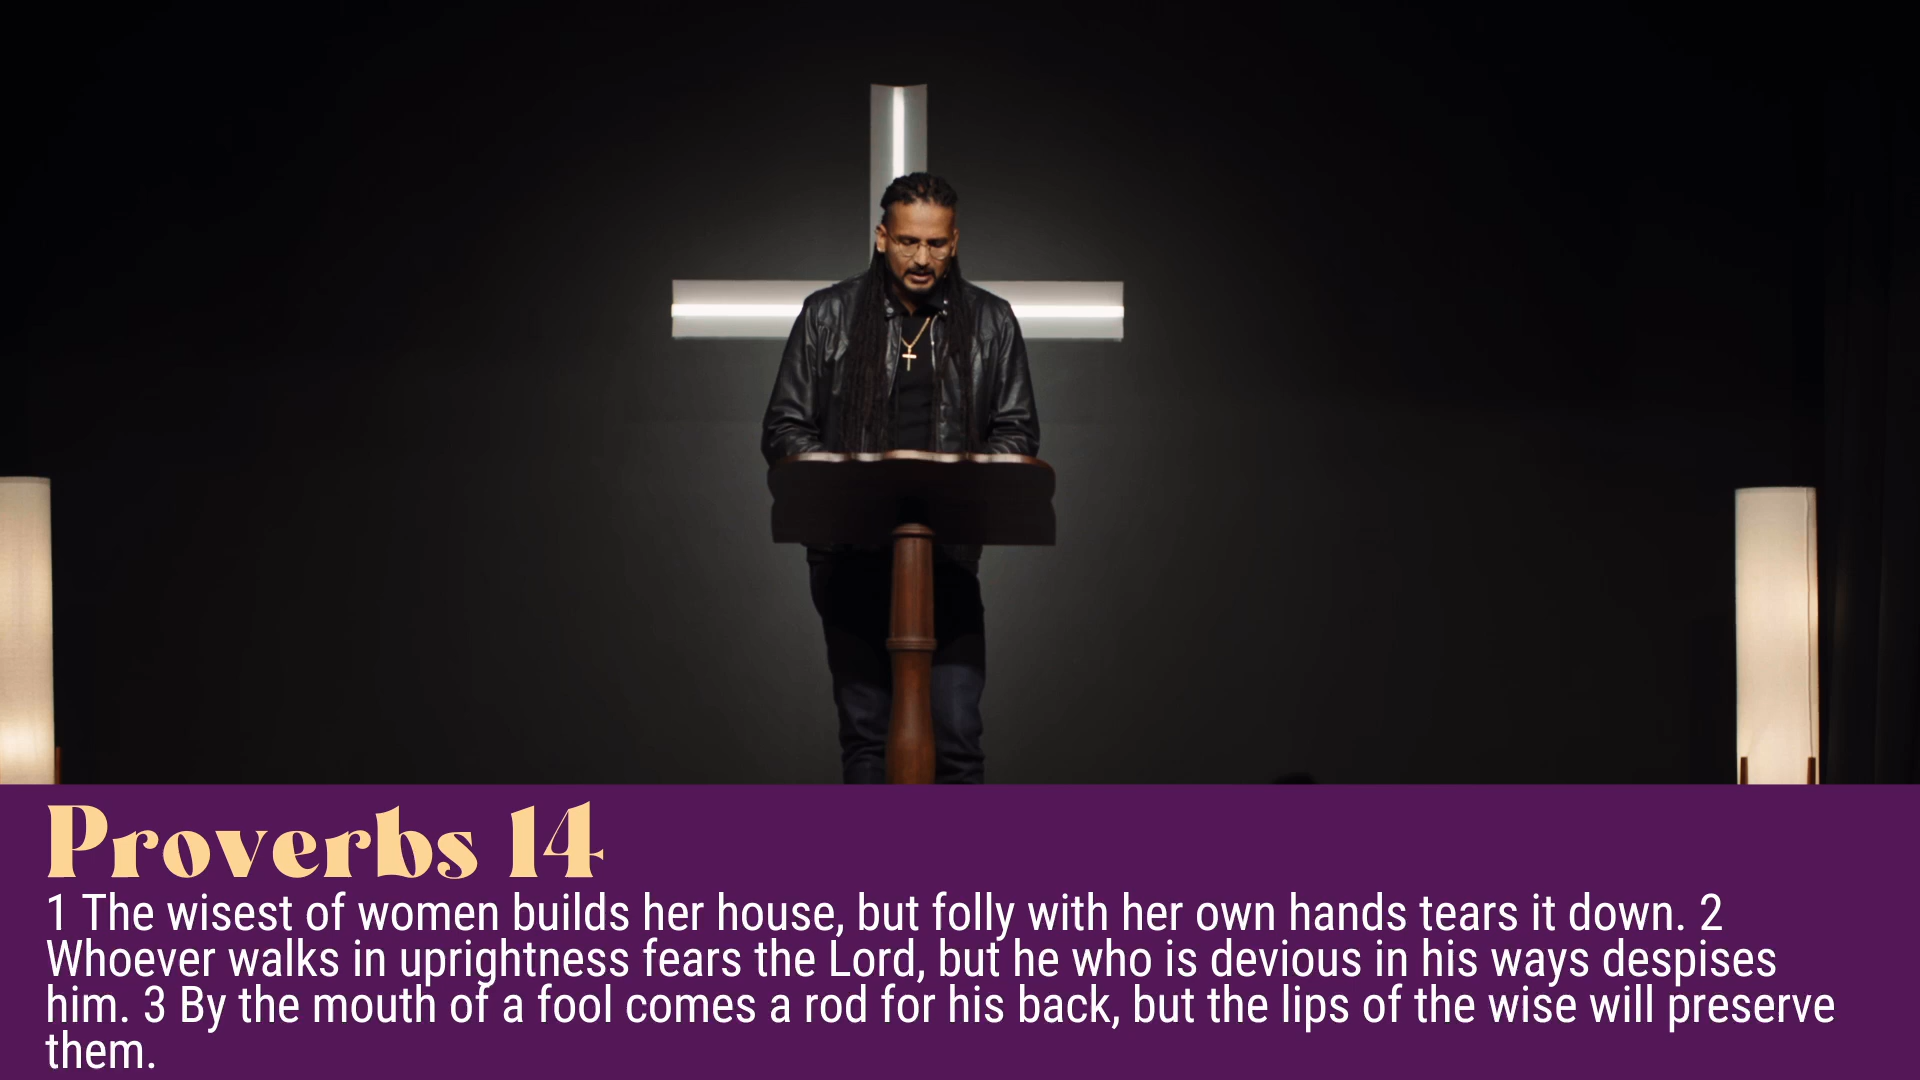 Proverbs 14
1 The wisest of women builds her house, but folly with her own hands tears it down. 2
Whoever walks in uprightness fears the Lord, but he who is devious in his ways despises
him. 3 By the mouth of a fool comes a rod for his back, but the lips of the wise will preserve
them.